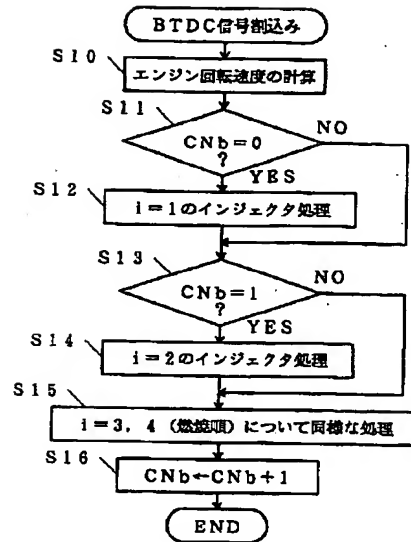 BTDC信号割込み
S10
エンジン回転速度の計算
S11
CNb=0
?
NO
YES
S12
i=1のインジェクタ処理
S13
CNb=1
?
NO
YES
S14
i=2のインジェクタ処理
S15
i=3,4(燃焼順)について同様な処理
S16
CNb←CNb+1
END